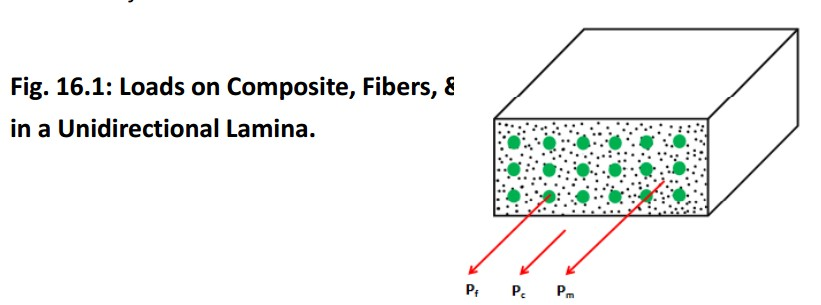 Fig. 16.1: Loads on Composite, Fibers, &
in a Unidirectional Lamina.
Pf
Pc
Pm